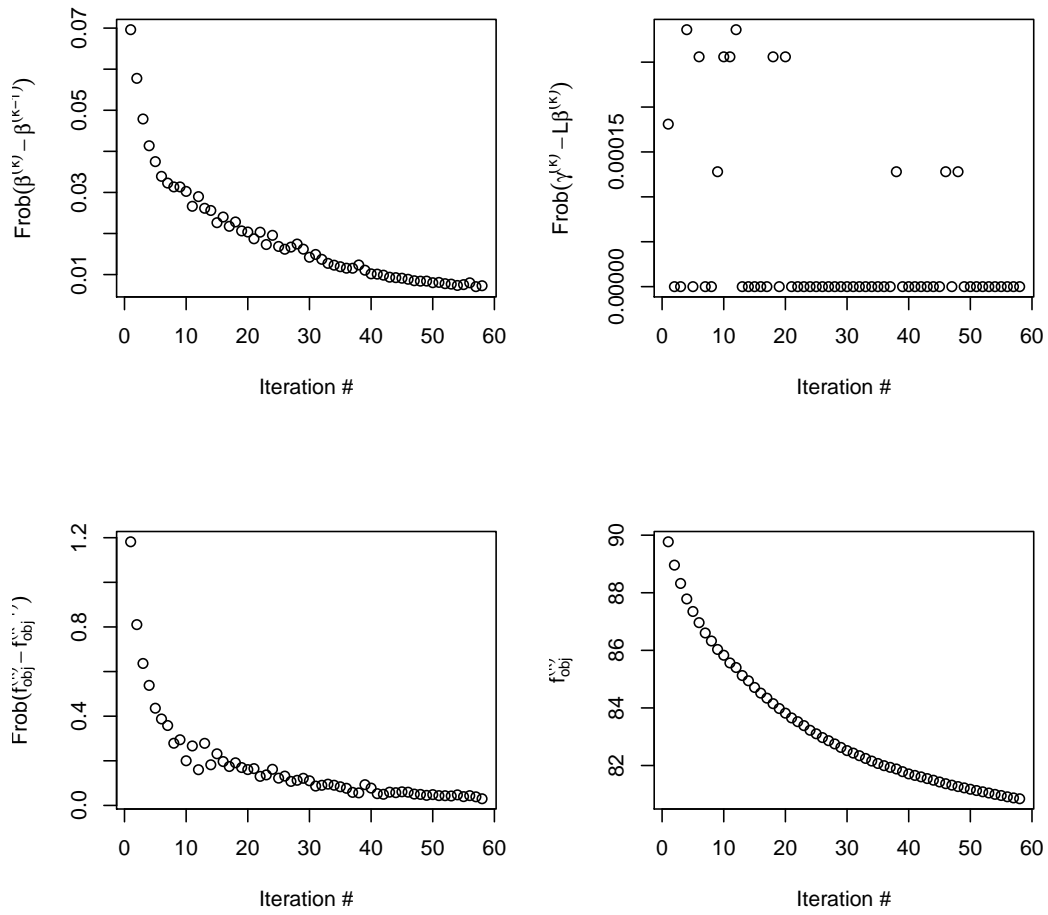 Frob(β^(k) − β^(k−1))
0.01 0.03 0.05 0.07
0 10 20 30 40 50 60
Iteration #
Frob(γ^(k) − Lβ^(k))
0.00000 0.00015
0 10 20 30 40 50 60
Iteration #
0.0 0.4 0.8 1.2
0 10 20 30 40 50 60
Iteration #
82 84 86 88 90
0 10 20 30 40 50 60
Iteration #